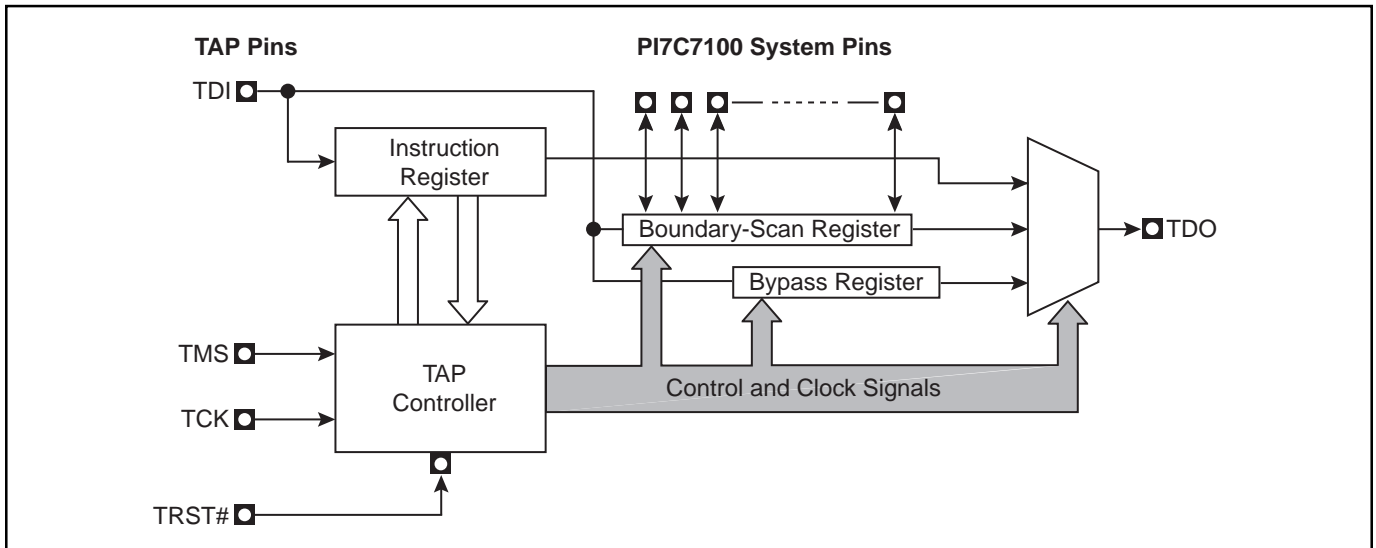 TAP Pins
PI7C7100 System Pins
TDI
Instruction
Register
Boundary-Scan Register
TDO
Bypass Register
TMS
TAP
Controller
Control and Clock Signals
TCK
TRST#